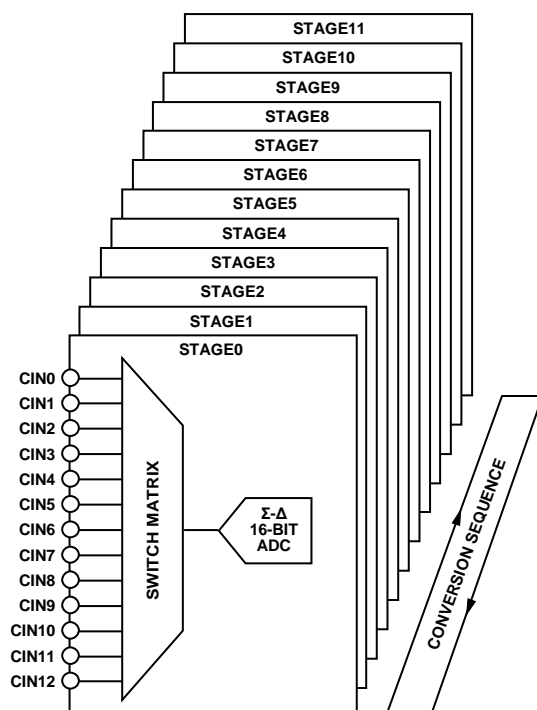 STAGE11
STAGE10
STAGE9
STAGE8
STAGE7
STAGE6
STAGE5
STAGE4
STAGE3
STAGE2
STAGE1
STAGE0
CIN0
CIN1
CIN2
CIN3
CIN4
CIN5
CIN6
CIN7
CIN8
CIN9
CIN10
CIN11
CIN12
SWITCH MATRIX
Σ-Δ
16-BIT
ADC
CONVERSION SEQUENCE